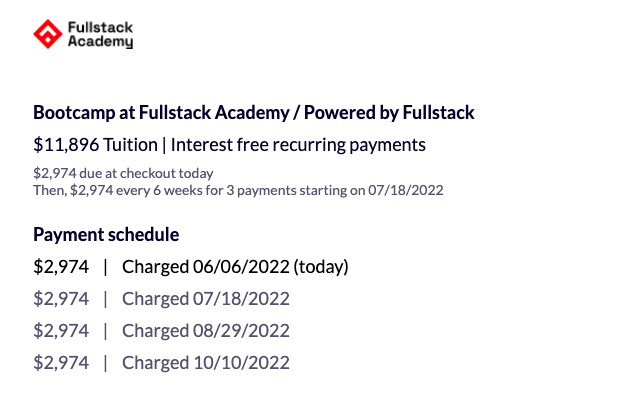 Fullstack
Academy
Bootcamp at Fullstack Academy / Powered by Fullstack
$11,896 Tuition | Interest free recurring payments
$2,974 due at checkout today
Then, $2,974 every 6 weeks for 3 payments starting on 07/18/2022
Payment schedule
$2,974 | Charged 06/06/2022 (today)
$2,974 | Charged 07/18/2022
$2,974 | Charged 08/29/2022
$2,974 | Charged 10/10/2022